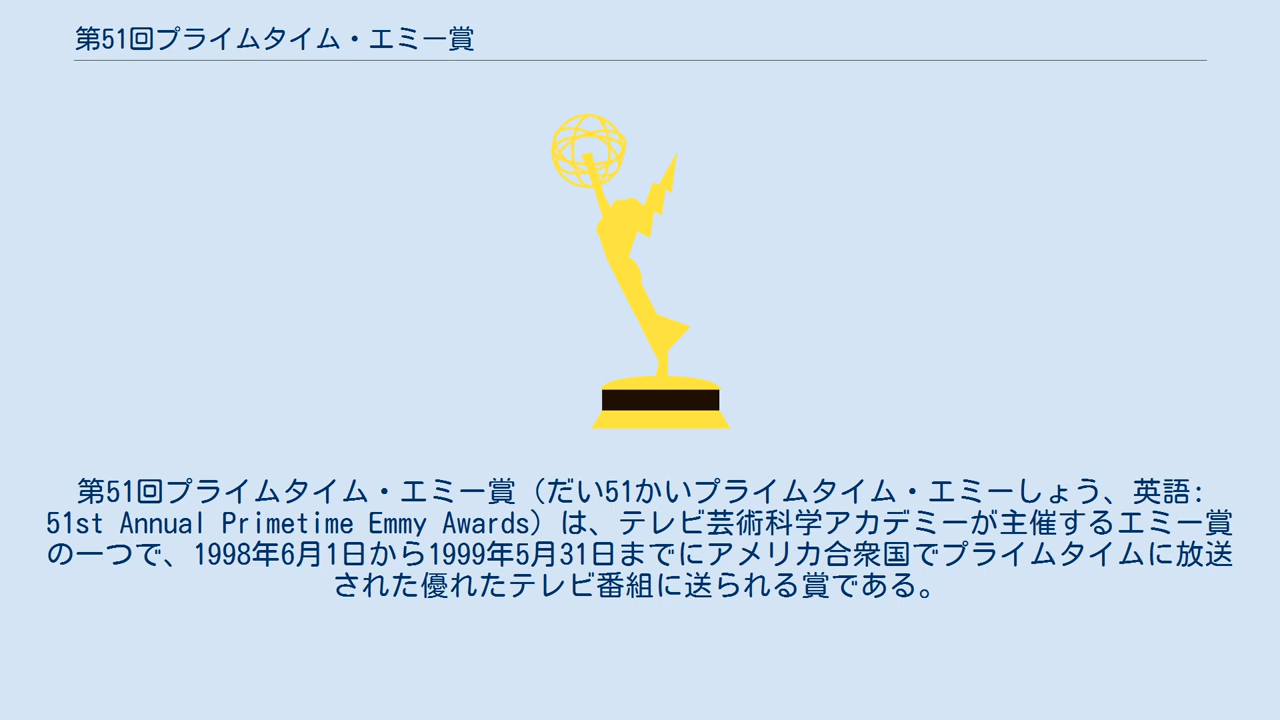 第51回プライムタイム・エミー賞
第51回プライムタイム・エミー賞（だい51かいプライムタイム・エミーしょう、英語:
51st Annual Primetime Emmy Awards）は、テレビ芸術科学アカデミーが主催するエミー賞
の一つで、1998年6月1日から1999年5月31日までにアメリカ合衆国でプライムタイムに放送
された優れたテレビ番組に送られる賞である。